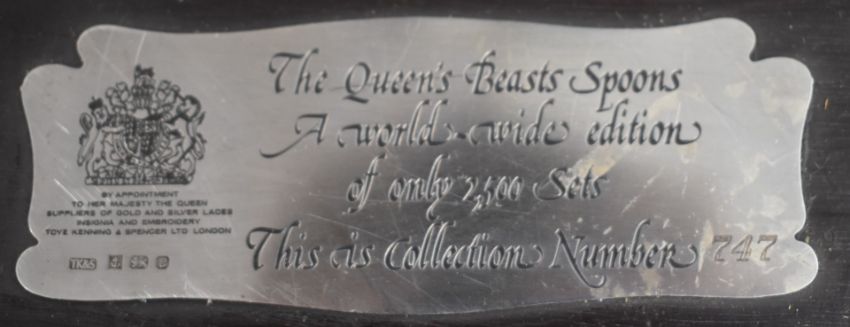 The Queen's Beasts Spoons
A world-wide edition
of only 2,500 Sets
This is Collection Number 747
BY APPOINTMENT
TO HER MAJESTY THE QUEEN
SUPPLIERS OF GOLD AND SILVER LACES
INSIGNIA AND EMBROIDERY
TOYE KENNING & SPENCER LTD LONDON
TK&S